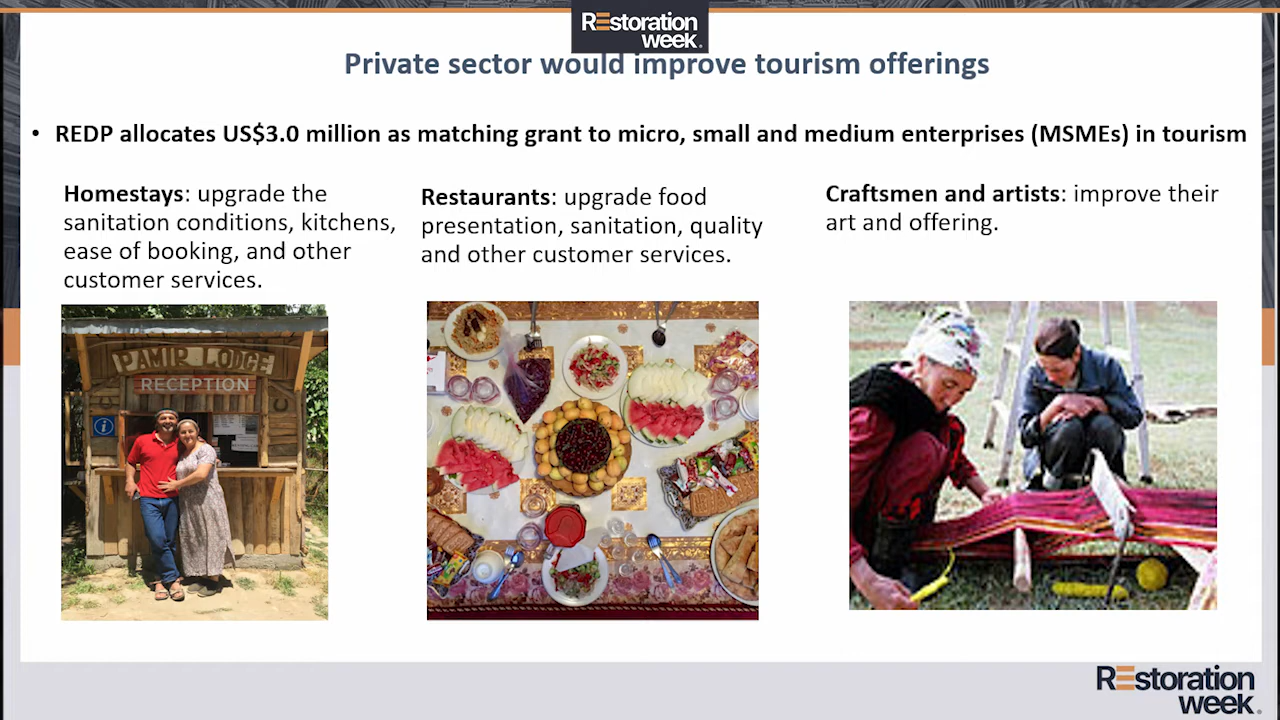 REstoration
week.
Private sector would improve tourism offerings
• REDP allocates US$3.0 million as matching grant to micro, small and medium enterprises (MSMEs) in tourism
Homestays: upgrade the
sanitation conditions, kitchens,
ease of booking, and other
customer services.
Restaurants: upgrade food
presentation, sanitation, quality
and other customer services.
Craftsmen and artists: improve their
art and offering.
PAMIR LODGE
RECEPTION
i
REstoration
week.